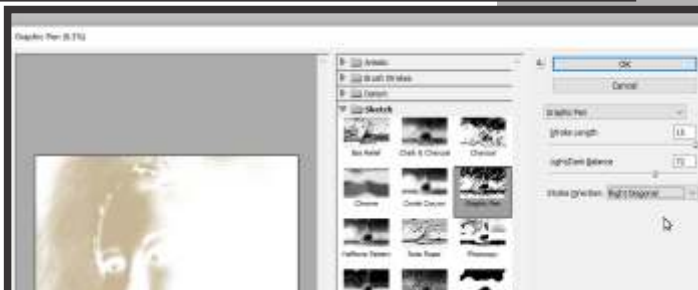 Graphic Pen (8.3%)
Artistic
Brush Strokes
Distort
Sketch
Bas Relief
Chalk & Charcoal
Charcoal
Chrome
Conté Crayon
Graphic Pen
Halftone Pattern
Note Paper
Photocopy
OK
Cancel
Graphic Pen
Stroke Length
15
Light/Dark Balance
Stroke Direction: Right Diagonal